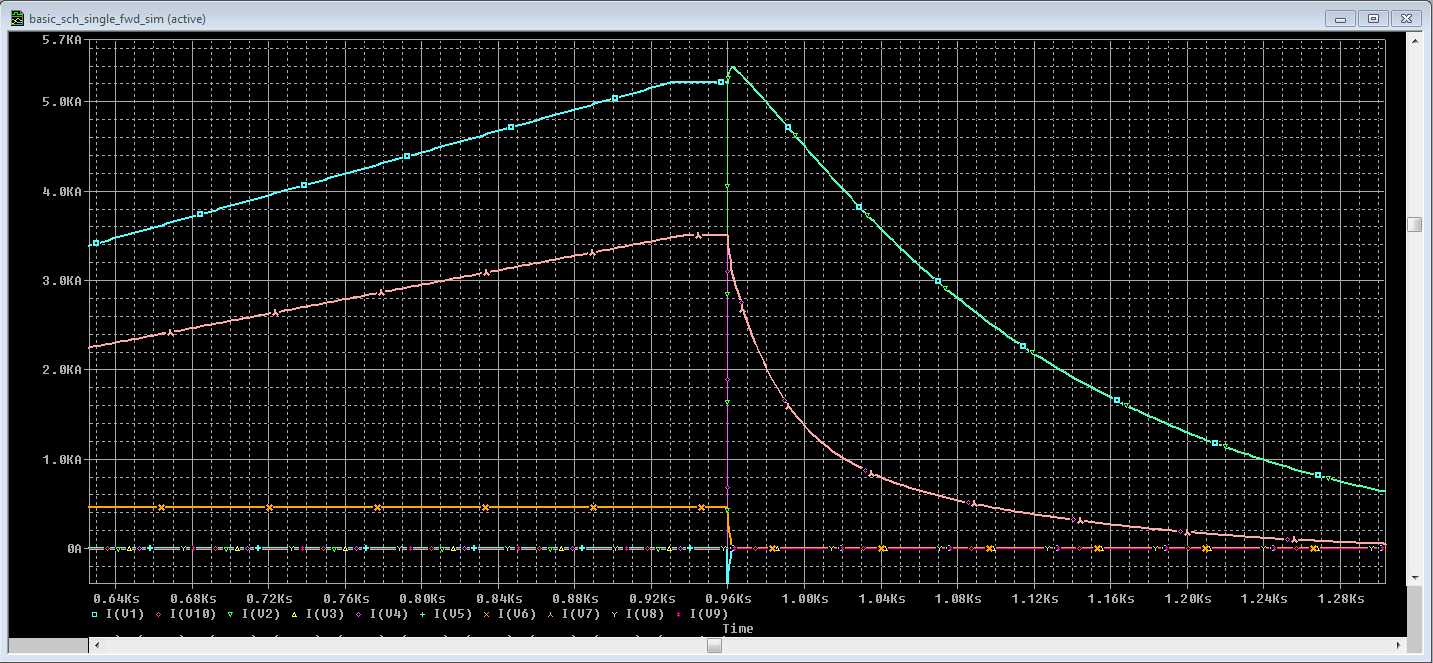 basic_sch_single_fwd_sim (active)
5.7KA
5.0KA
4.0KA
3.0KA
2.0KA
1.0KA
0A
0.64Ks 0.68Ks 0.72Ks 0.76Ks 0.80Ks 0.84Ks 0.88Ks 0.92Ks 0.96Ks 1.00Ks 1.04Ks 1.08Ks 1.12Ks 1.16Ks 1.20Ks 1.24Ks 1.28Ks
I(V1) I(V10) I(V2) I(V3) I(V4) I(V5) I(V6) I(V7) I(V8) I(V9)
Time